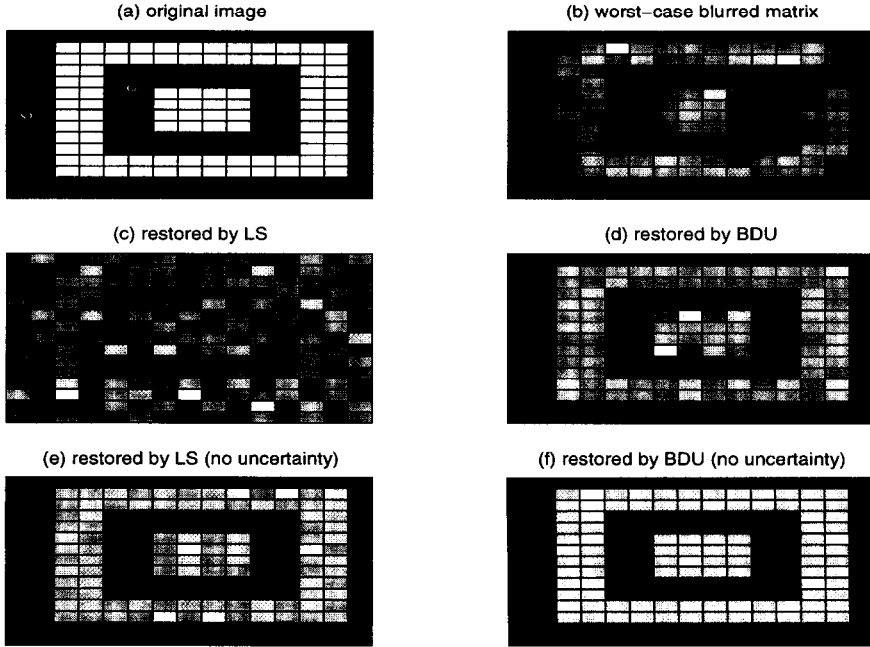 (a) original image
(b) worst–case blurred matrix
(c) restored by LS
(d) restored by BDU
(e) restored by LS (no uncertainty)
(f) restored by BDU (no uncertainty)